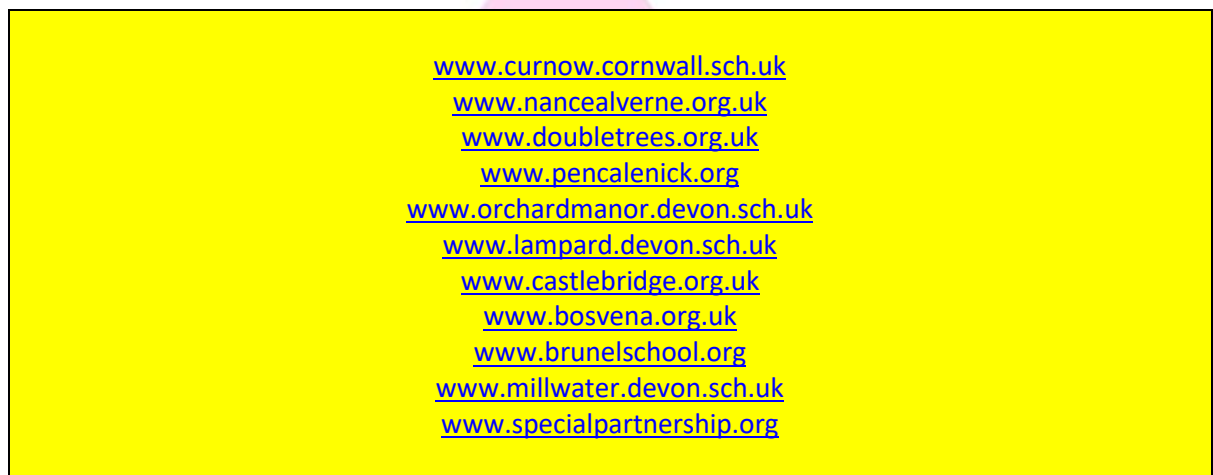 www.curnow.cornwall.sch.uk
www.nancealverne.org.uk
www.doubletrees.org.uk
www.pencalenick.org
www.orchardmanor.devon.sch.uk
www.lampard.devon.sch.uk
www.castlebridge.org.uk
www.bosvena.org.uk
www.brunelschool.org
www.millwater.devon.sch.uk
www.specialpartnership.org